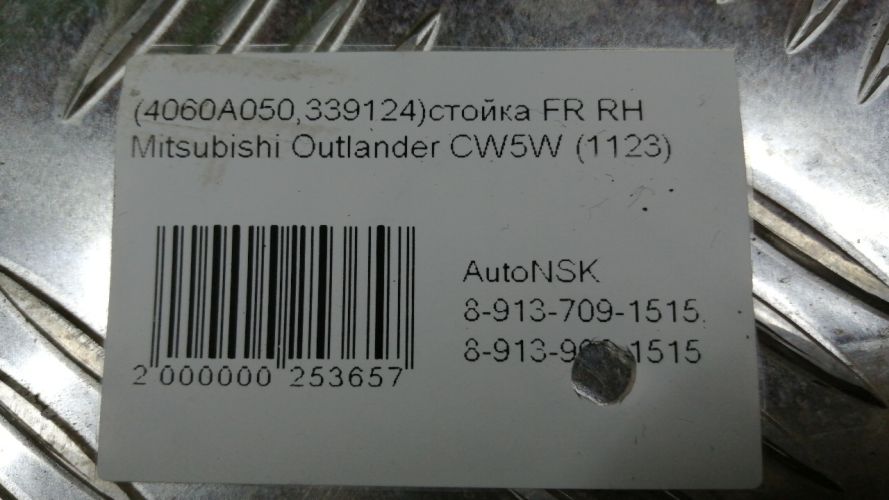 (4060A050,339124)стойка FR RH
Mitsubishi Outlander CW5W (1123)
AutoNSK
8-913-709-1515
2 000000 253657